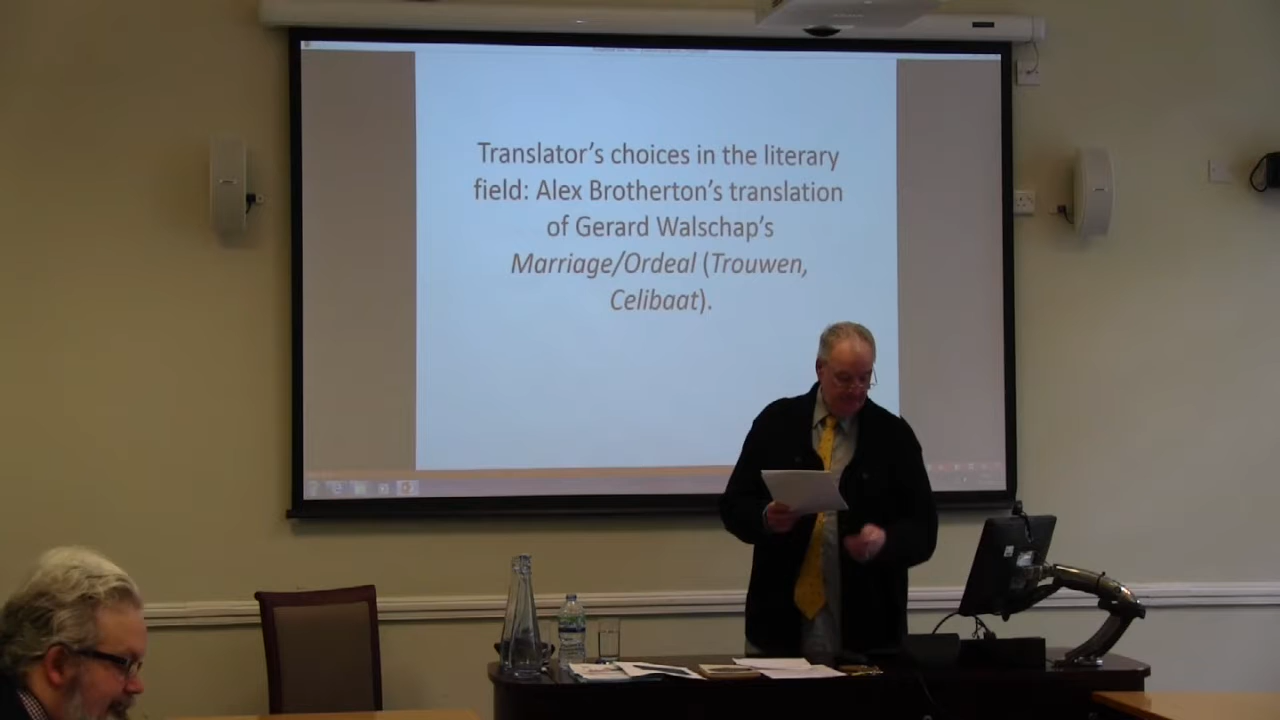 Translator's choices in the literary
field: Alex Brotherton's translation
of Gerard Walschap's
Marriage/Ordeal (Trouwen,
Celibaat).